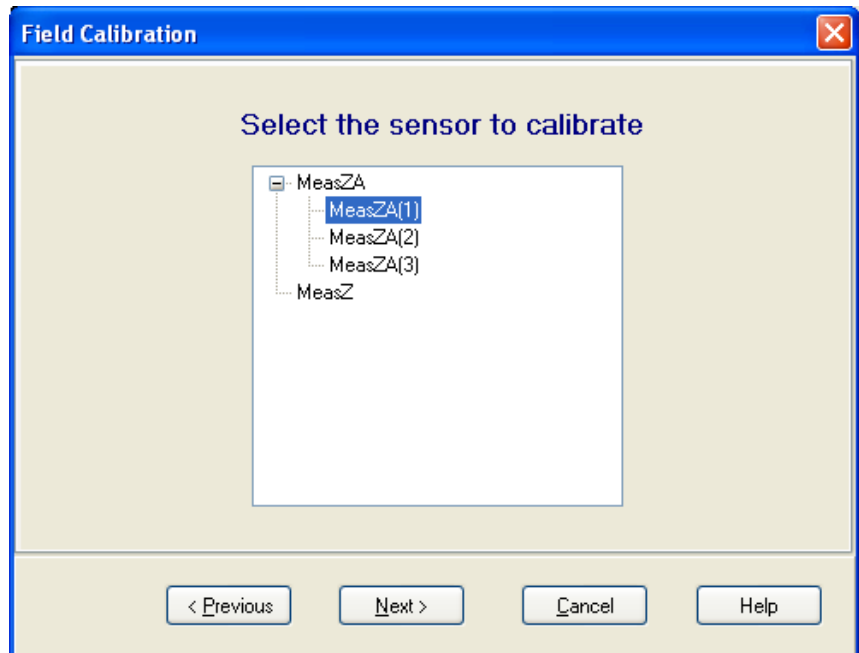 Field Calibration
Select the sensor to calibrate
MeasZA
MeasZA(1)
MeasZA(2)
MeasZA(3)
MeasZ
< Previous Next > Cancel Help